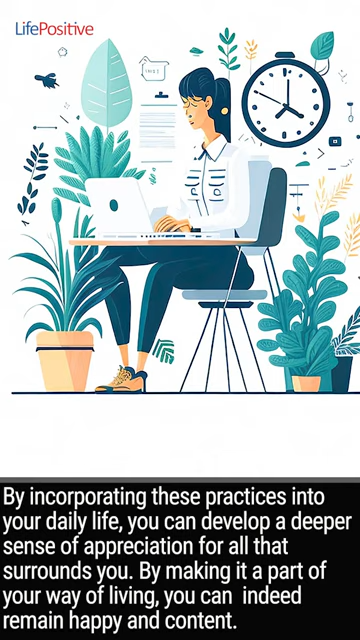 LifePositive
By incorporating these practices into
your daily life, you can develop a deeper
sense of appreciation for all that
surrounds you. By making it a part of
your way of living, you can indeed
remain happy and content.